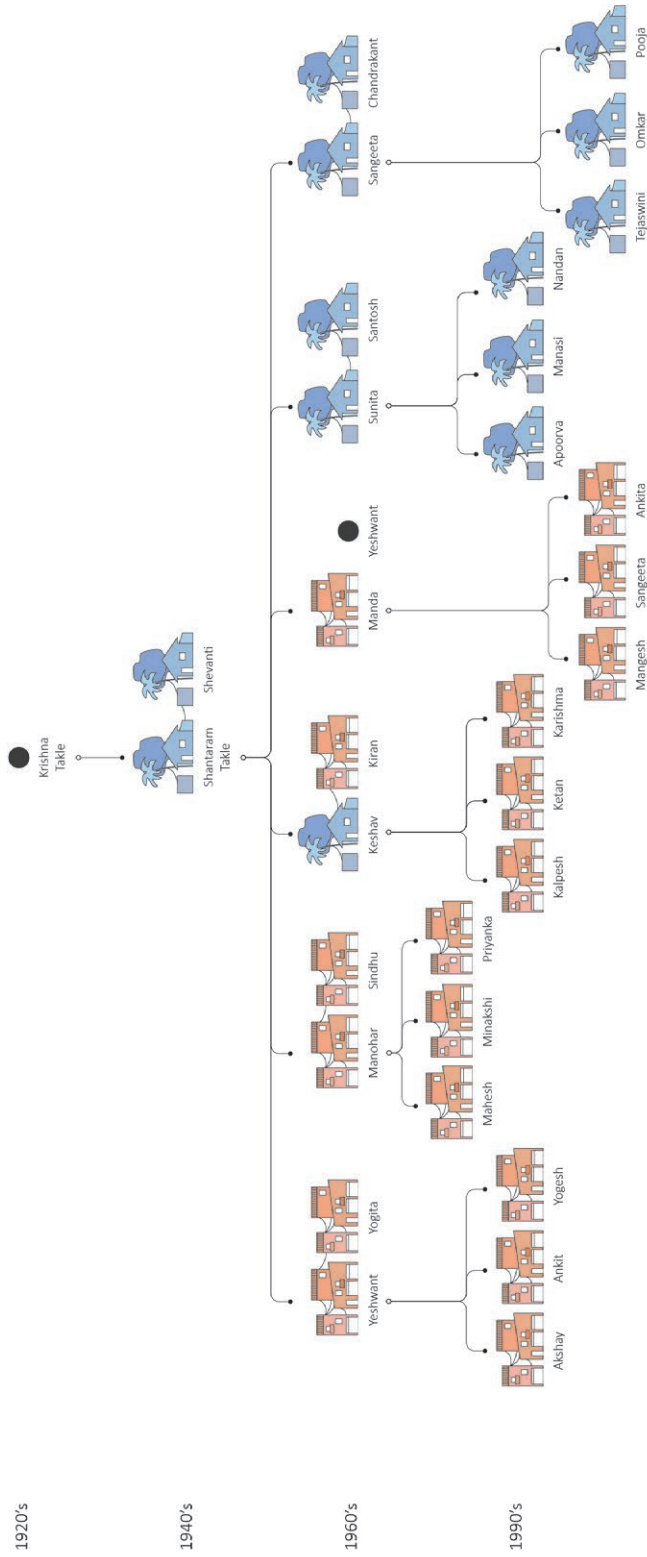 1920's
Krishna
Takle
1940's
Shantaram
Takle
Shevanti
1960's
Yeshwant
Yogita
Manohar
Sindhu
Keshav
Kiran
Manda
Yeshwant
Sunita
Santosh
Sangeeta
Chandrakant
1990's
Mahesh
Minakshi
Priyanka
Akshay
Ankit
Yogesh
Kalpesh
Ketan
Karishma
Apoorva
Manasi
Nandan
Mangesh
Sangeeta
Ankita
Tejaswini
Omkar
Pooja